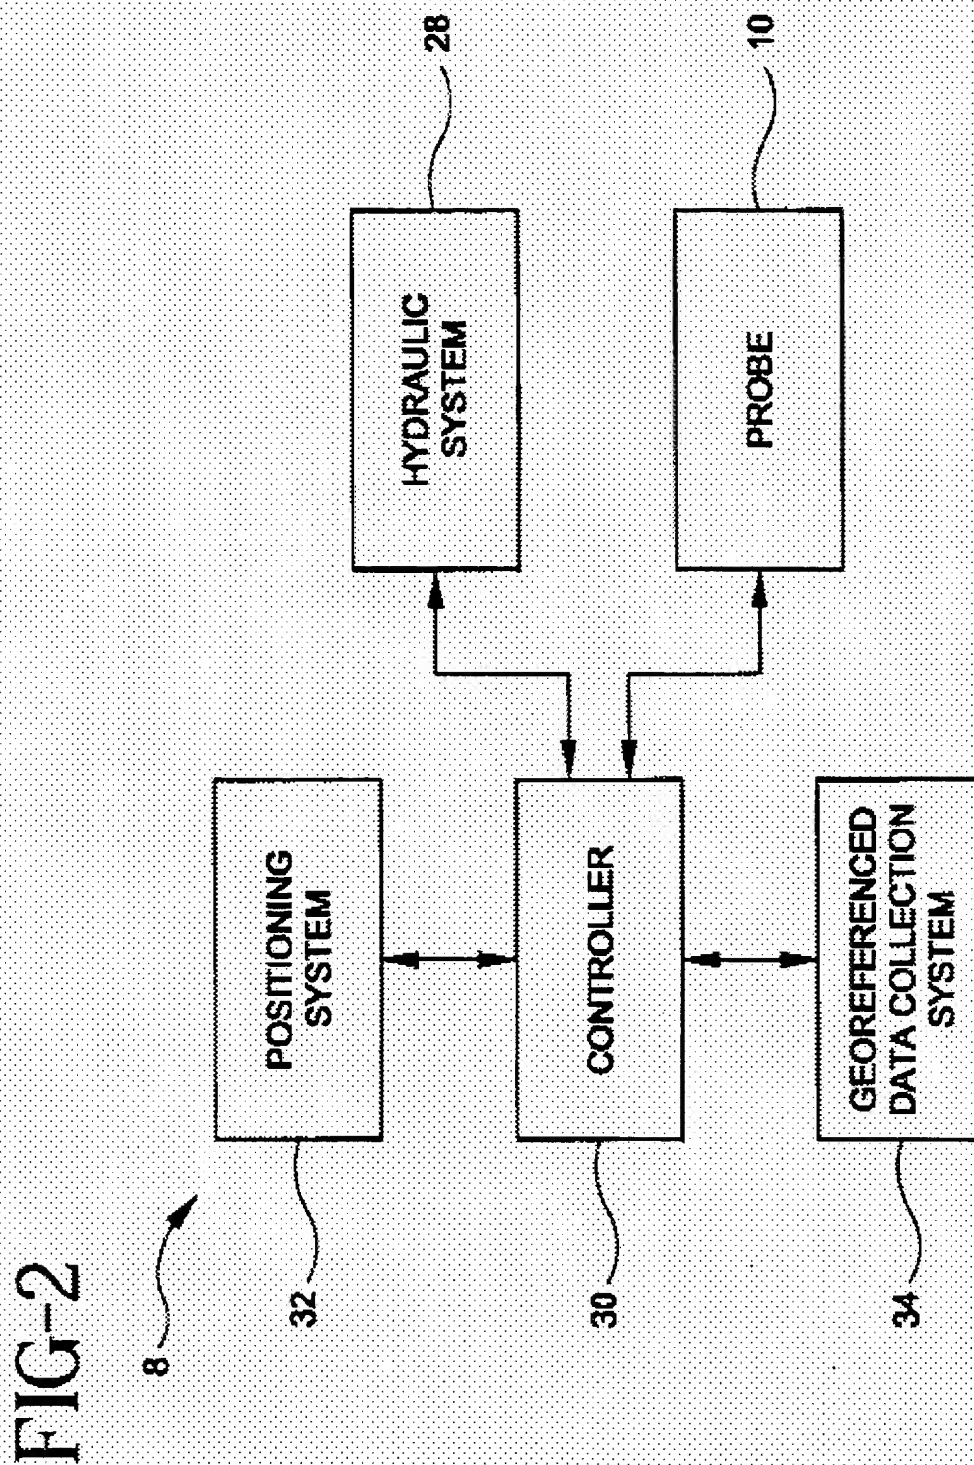 FIG-2
8
32
POSITIONING
SYSTEM
HYDRAULIC
SYSTEM
28
30
CONTROLLER
PROBE
10
34
GEOREFERENCED
DATA COLLECTION
SYSTEM